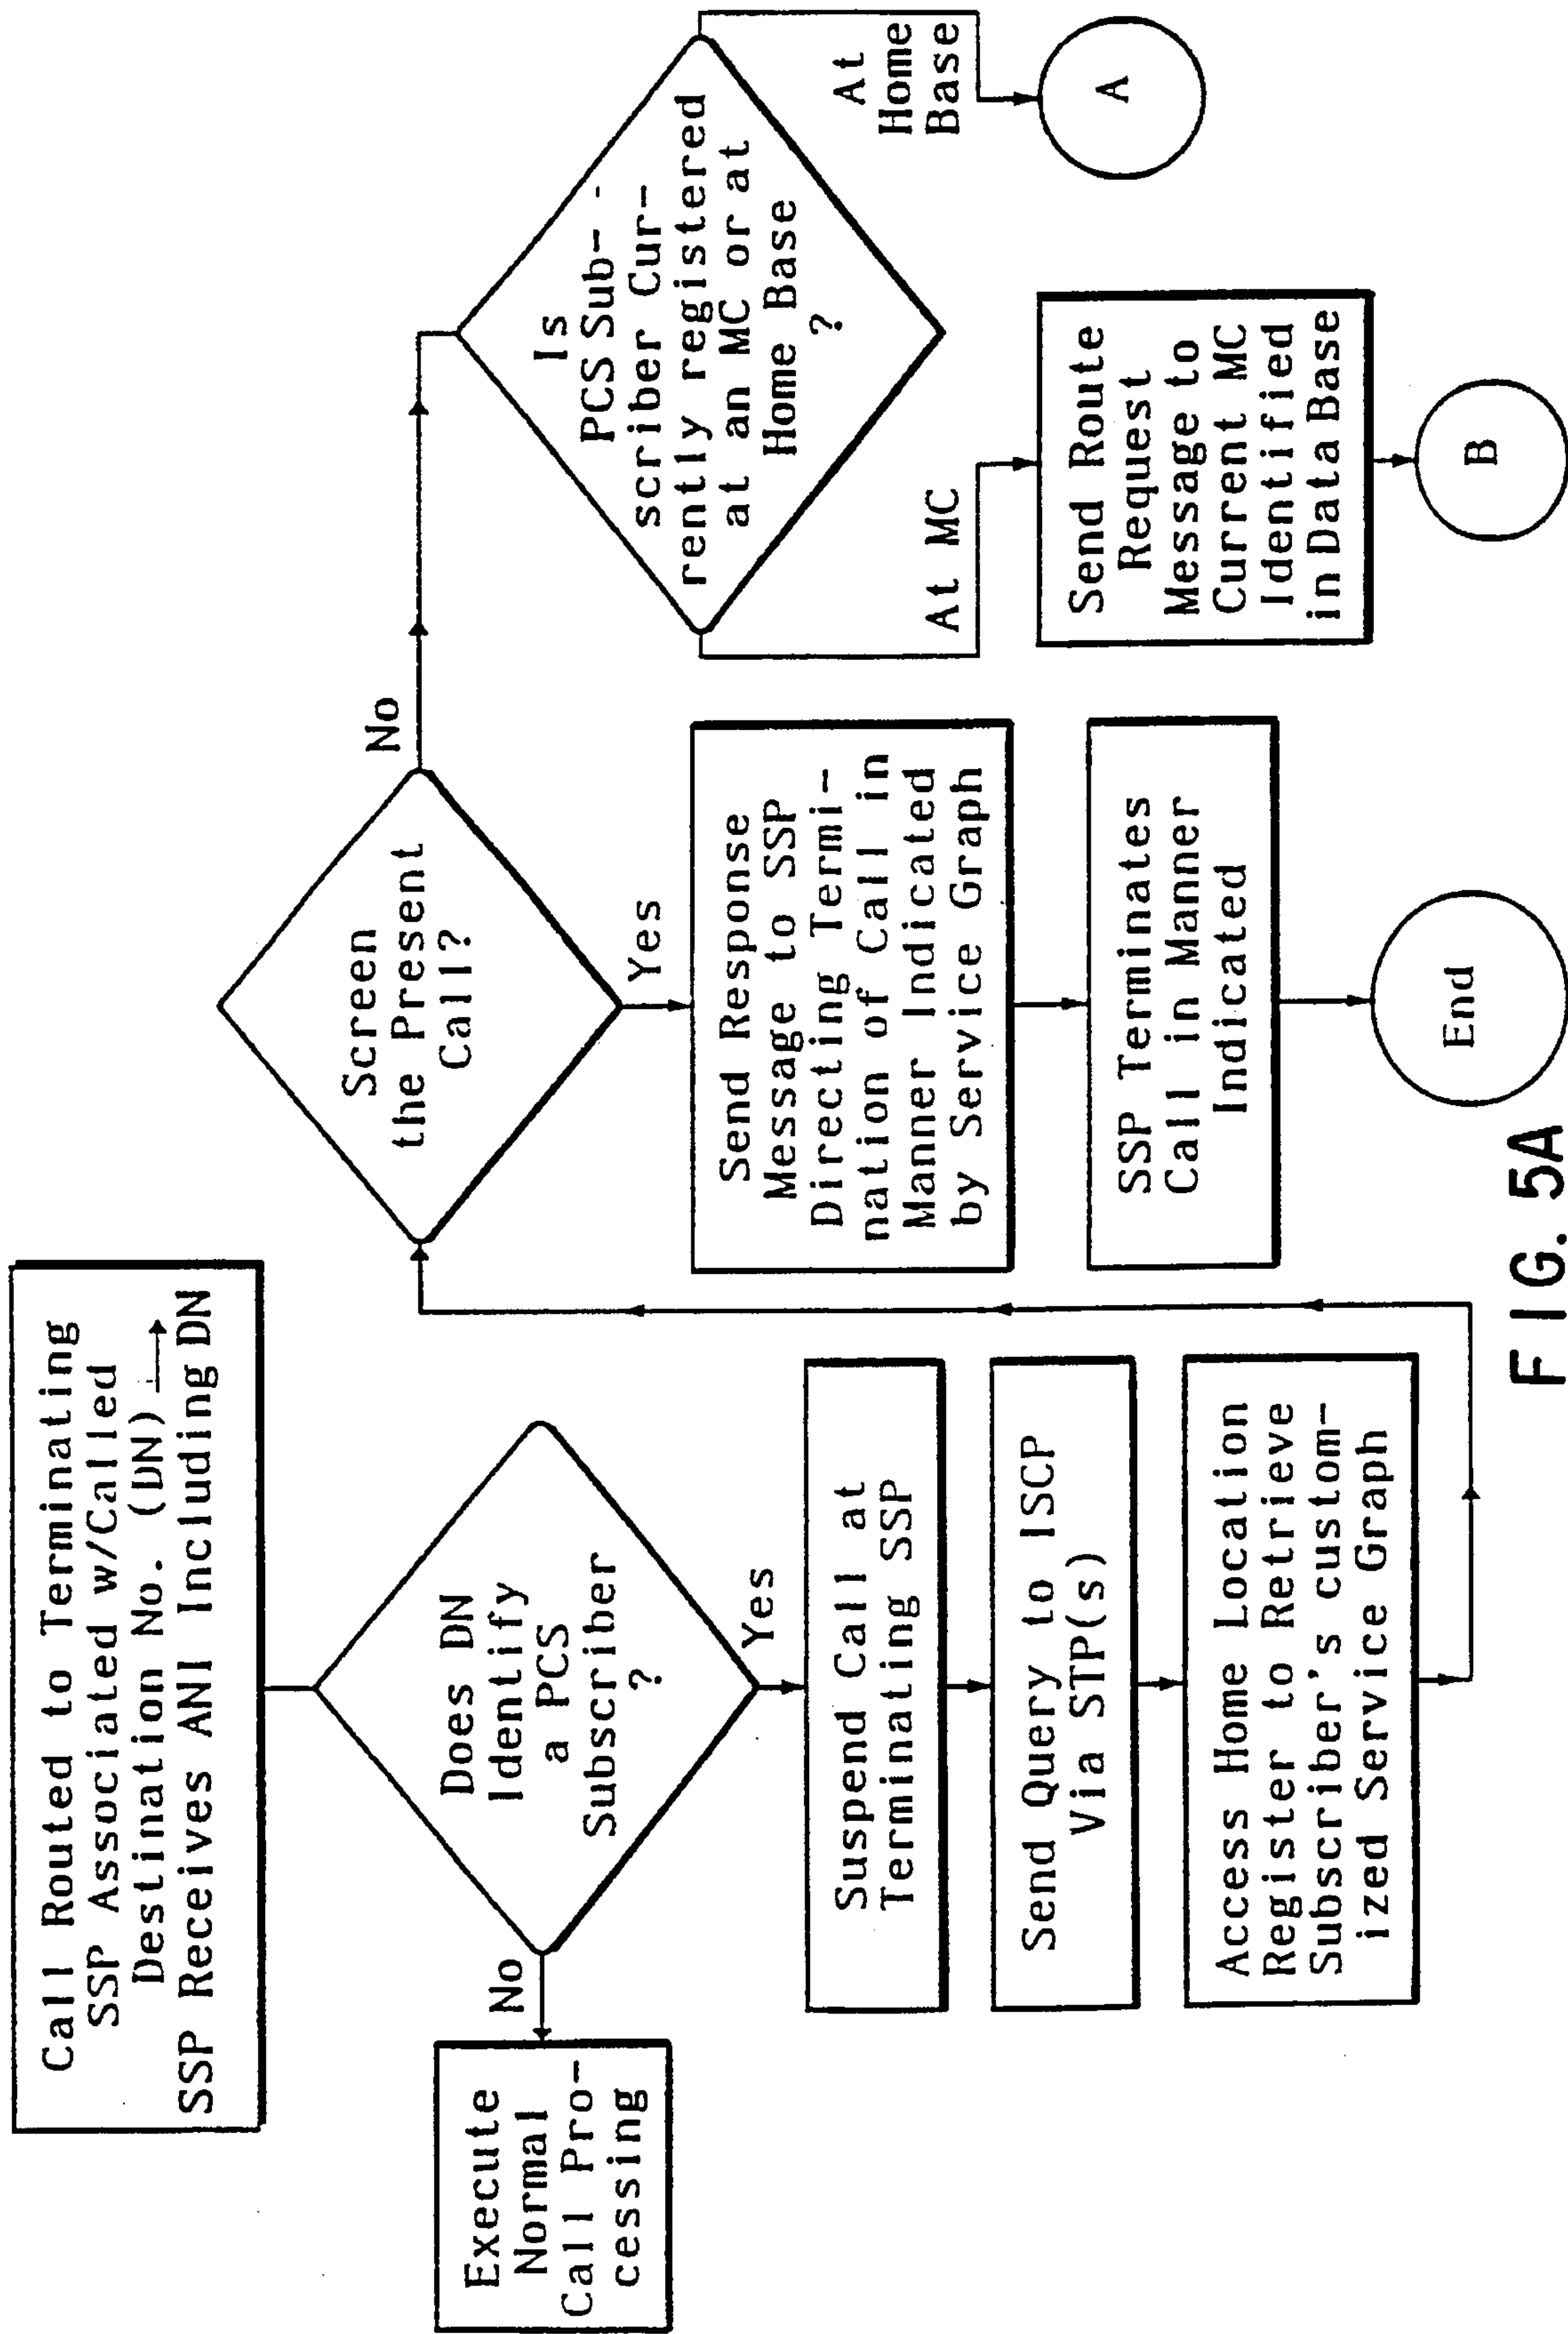 Call Routed to Terminating
SSP Associated w/Called
Destination No. (DN) →
SSP Receives ANI Including DN
Does DN
Identify
a PCS
Subscriber
?
No
Execute
Normal
Call Pro-
cessing
Yes
Suspend Call at
Terminating SSP
Send Query to ISCP
Via STP(s)
Access Home Location
Register to Retrieve
Subscriber's custom-
ized Service Graph
Screen
the Present
Call?
No
Yes
Send Response
Message to SSP
Directing Termi-
nation of Call in
Manner Indicated
by Service Graph
SSP Terminates
Call in Manner
Indicated
End
Is
PCS Sub-
scriber Cur-
rently registered
at an MC or at
Home Base
?
At MC
Send Route
Request
Message to
Current MC
Identified
in Data Base
B
At
Home
Base
A
FIG. 5A